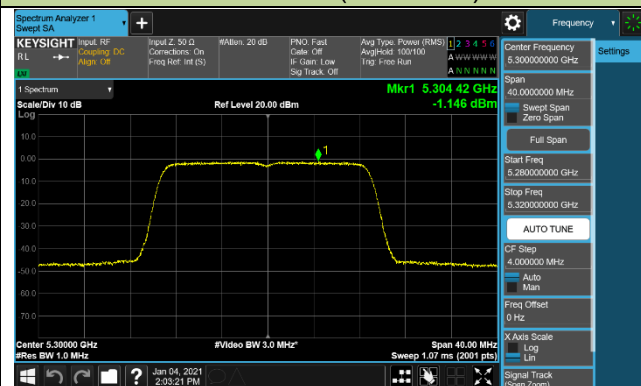 Spectrum Analyzer 1
Swept SA
Frequency
KEYSIGHT
RL
Input: RF
Coupling: DC
Align: Off
Input Z: 50 Ω
Corrections: On
Freq Ref: Int (S)
#Atten: 20 dB
PNO: Fast
Gate: Off
IF Gain: Low
Sig Track: Off
Avg Type: Power (RMS)
Avg|Hold: 100/100
Trig: Free Run
1 2 3 4 5 6
A W W W W W
A N N N N N
1 Spectrum
Scale/Div 10 dB
Ref Level 20.00 dBm
Mkr1 5.304 42 GHz
-1.146 dBm
Log
10.0
0.00
1
-10.0
-20.0
-30.0
-40.0
-50.0
-60.0
-70.0
Center 5.30000 GHz
#Res BW 1.0 MHz
#Video BW 3.0 MHz*
Span 40.00 MHz
Sweep 1.07 ms (2001 pts)
Jan 04, 2021
2:03:21 PM
Center Frequency
5.300000000 GHz
Settings
Span
40.0000000 MHz
Swept Span
Zero Span
Full Span
Start Freq
5.280000000 GHz
Stop Freq
5.320000000 GHz
AUTO TUNE
CF Step
4.000000 MHz
Auto
Man
Freq Offset
0 Hz
X Axis Scale
Log
Lin
Signal Track
(Span Zoom)